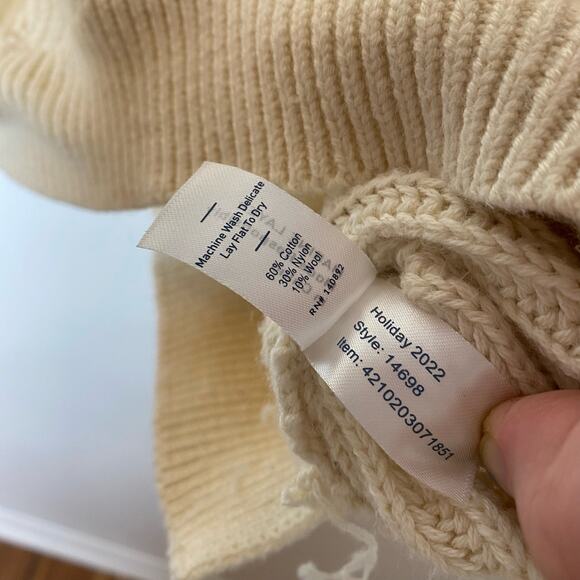 Machine Wash Delicate
Lay Flat To Dry
60% Cotton
30% Nylon
10% Wool
RN# 140892
Holiday 2022
Style: 14698
Item: 4210203071851